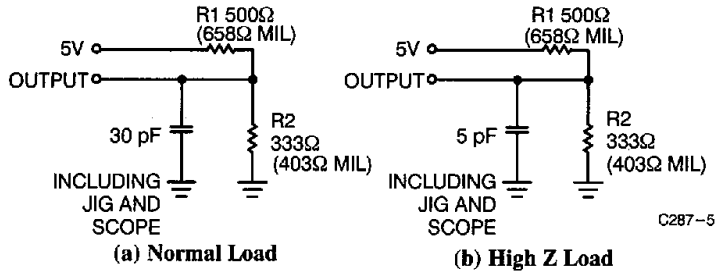 R1 500Ω
(658Ω MIL)
5V
OUTPUT
30 pF
R2
333Ω
(403Ω MIL)
INCLUDING
JIG AND
SCOPE
(a) Normal Load
R1 500Ω
(658Ω MIL)
5V
OUTPUT
5 pF
R2
333Ω
(403Ω MIL)
INCLUDING
JIG AND
SCOPE
C287-5
(b) High Z Load